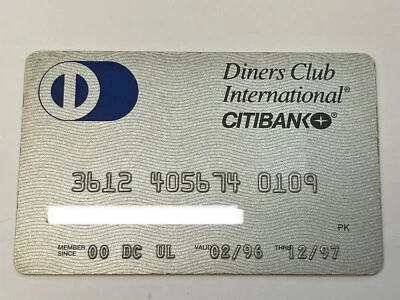 Diners Club
International®
CITIBANK®
3612 405674 0109
PK
MEMBER SINCE 00 DC UL VALID 02/96 THRU 12/97